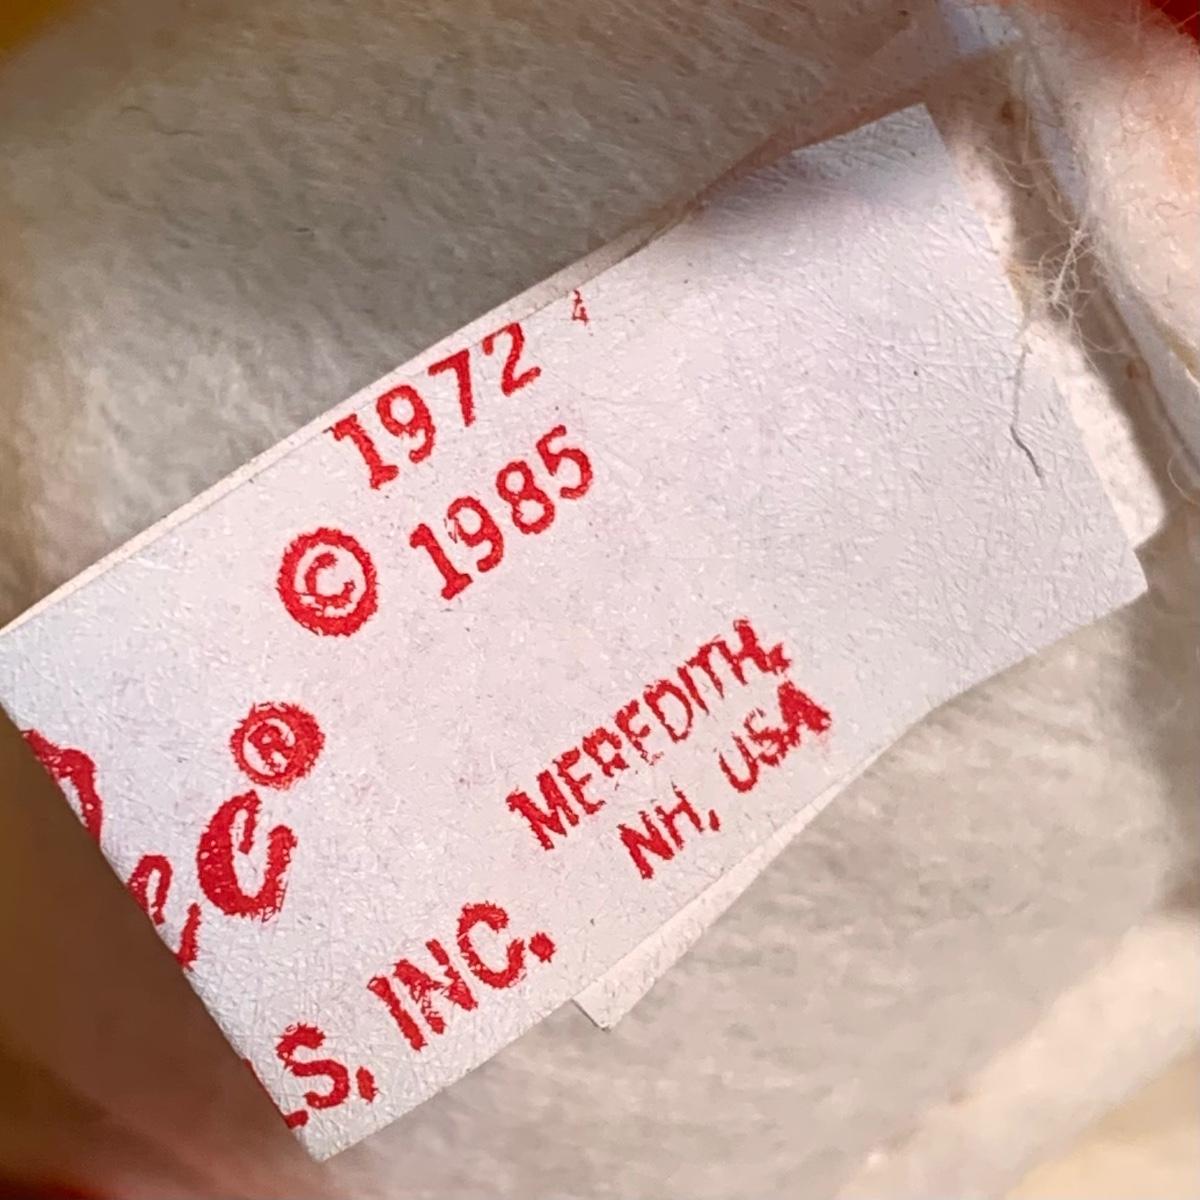 1972
© 1985
®
MEREDITH,
NH, USA
S, INC.